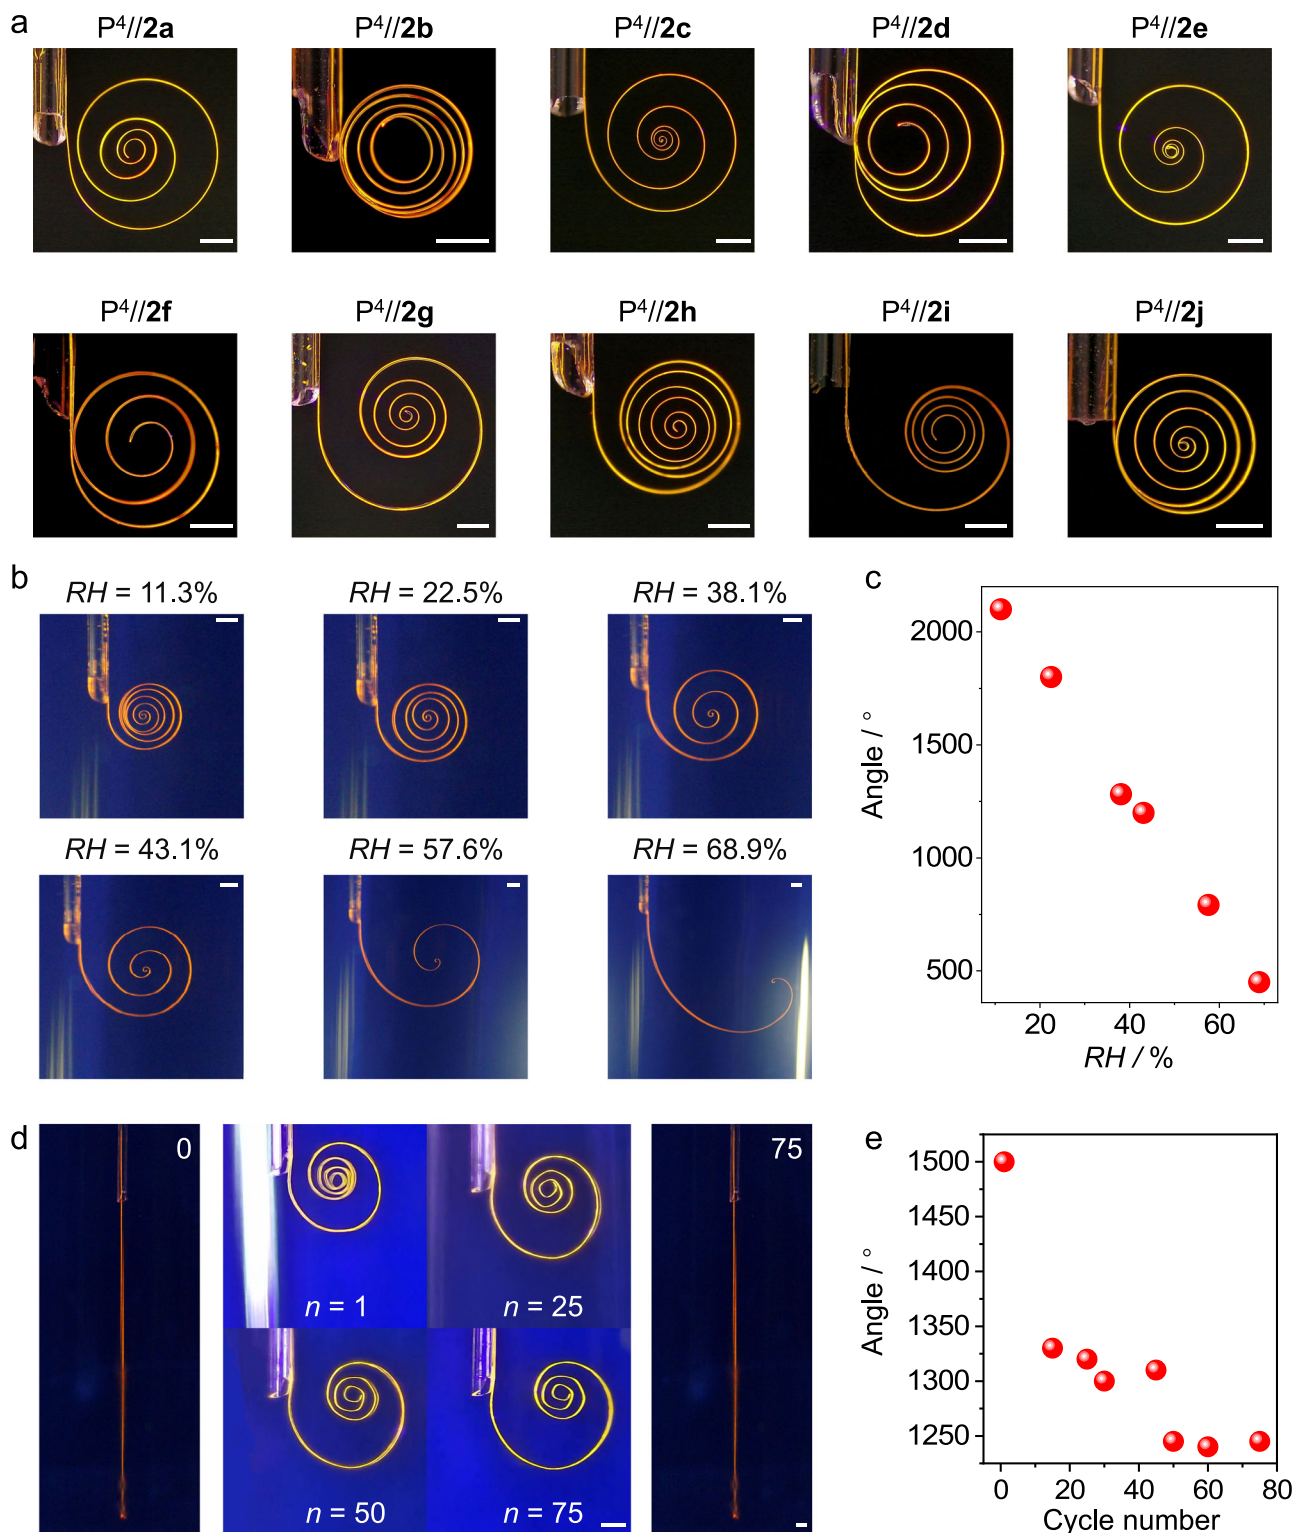 a
P⁴//2a P⁴//2b P⁴//2c P⁴//2d P⁴//2e
P⁴//2f P⁴//2g P⁴//2h P⁴//2i P⁴//2j
b
RH = 11.3% RH = 22.5% RH = 38.1%
RH = 43.1% RH = 57.6% RH = 68.9%
c
Angle / °
2000
1500
1000
500
20 40 60
RH / %
d
0
n = 1 n = 25
n = 50 n = 75
75
e
Angle / °
1500
1450
1400
1350
1300
1250
0 20 40 60 80
Cycle number